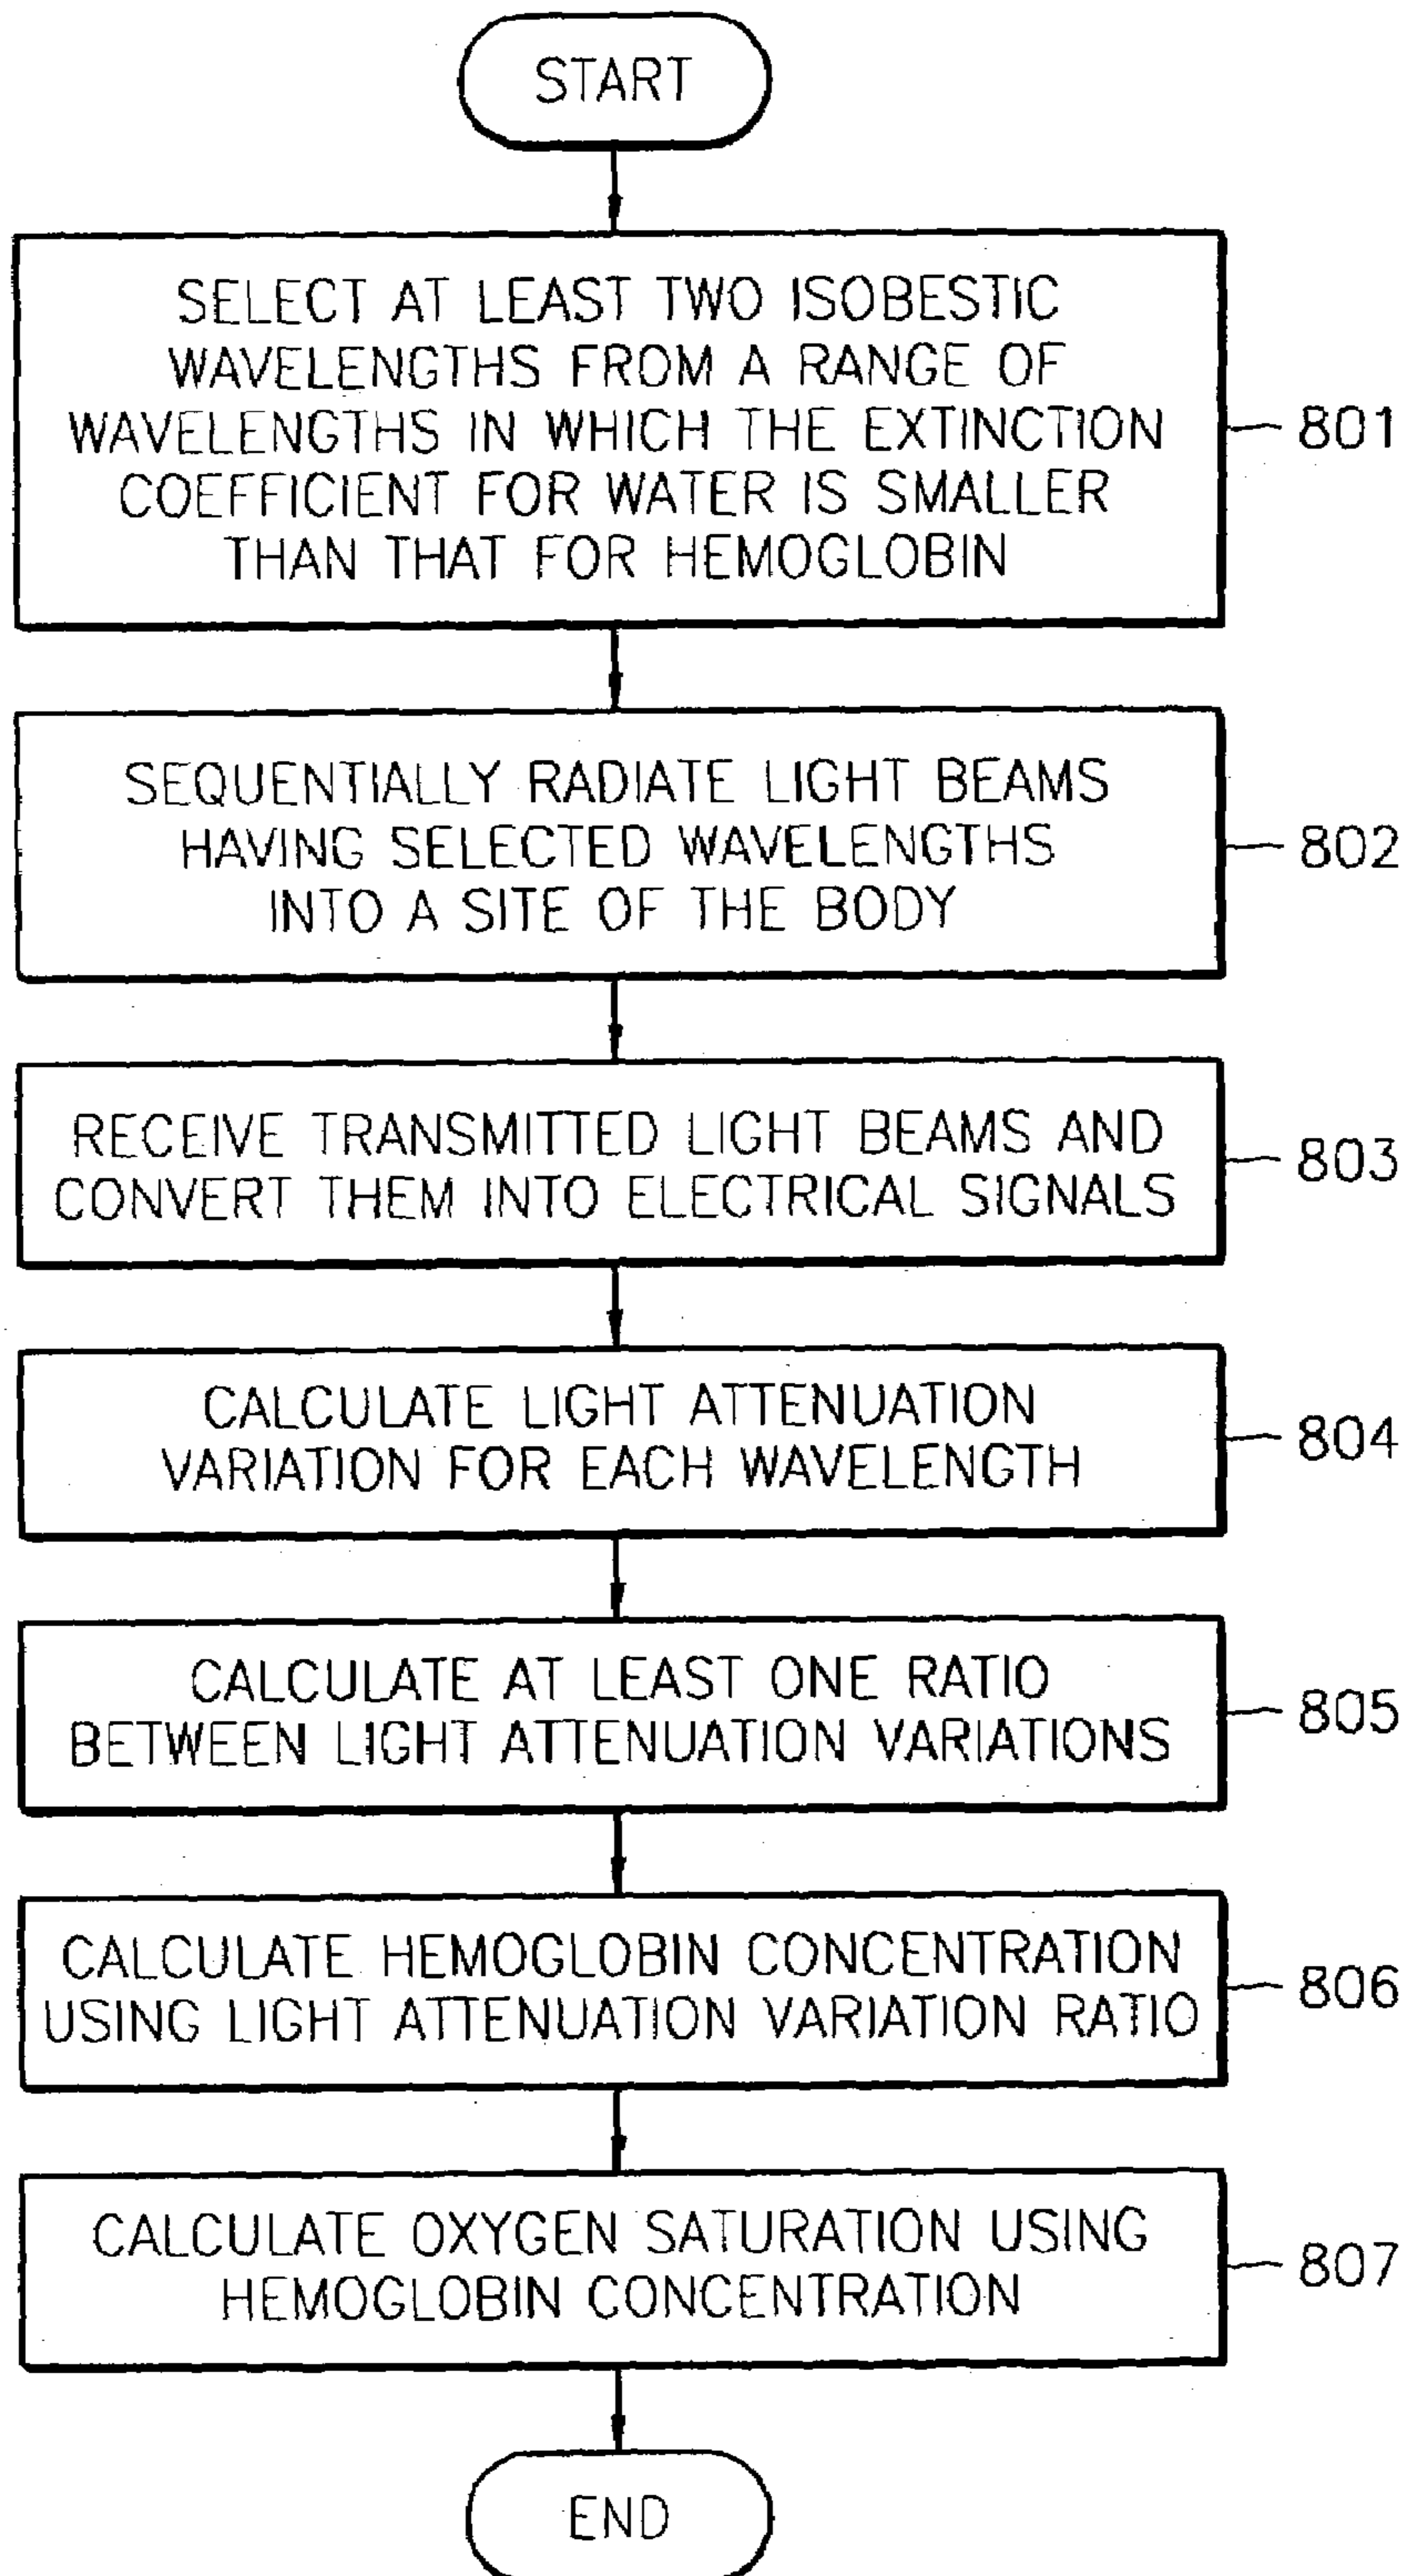 START
SELECT AT LEAST TWO ISOBESTIC
WAVELENGTHS FROM A RANGE OF
WAVELENGTHS IN WHICH THE EXTINCTION
COEFFICIENT FOR WATER IS SMALLER
THAN THAT FOR HEMOGLOBIN
801
SEQUENTIALLY RADIATE LIGHT BEAMS
HAVING SELECTED WAVELENGTHS
INTO A SITE OF THE BODY
802
RECEIVE TRANSMITTED LIGHT BEAMS AND
CONVERT THEM INTO ELECTRICAL SIGNALS
803
CALCULATE LIGHT ATTENUATION
VARIATION FOR EACH WAVELENGTH
804
CALCULATE AT LEAST ONE RATIO
BETWEEN LIGHT ATTENUATION VARIATIONS
805
CALCULATE HEMOGLOBIN CONCENTRATION
USING LIGHT ATTENUATION VARIATION RATIO
806
CALCULATE OXYGEN SATURATION USING
HEMOGLOBIN CONCENTRATION
807
END